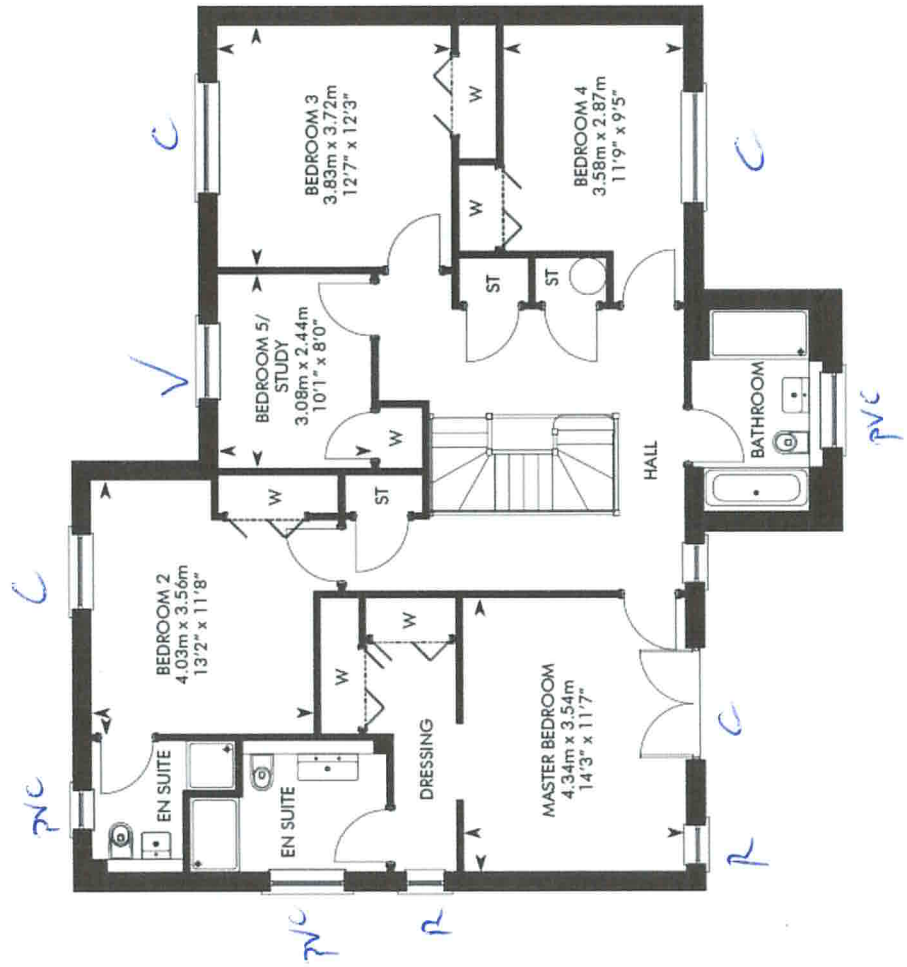 C
V
C
pvc
BEDROOM 3
3.83m x 3.72m
12'7" x 12'3"
W
W
BEDROOM 4
3.58m x 2.87m
11'9" x 9'5"
C
BEDROOM 5/
STUDY
3.08m x 2.44m
10'1" x 8'0"
W
ST
ST
BATHROOM
pvc
HALL
BEDROOM 2
4.03m x 3.56m
13'2" x 11'8"
W
ST
W
W
DRESSING
MASTER BEDROOM
4.34m x 3.54m
14'3" x 11'7"
C
R
EN SUITE
EN SUITE
pvc
R